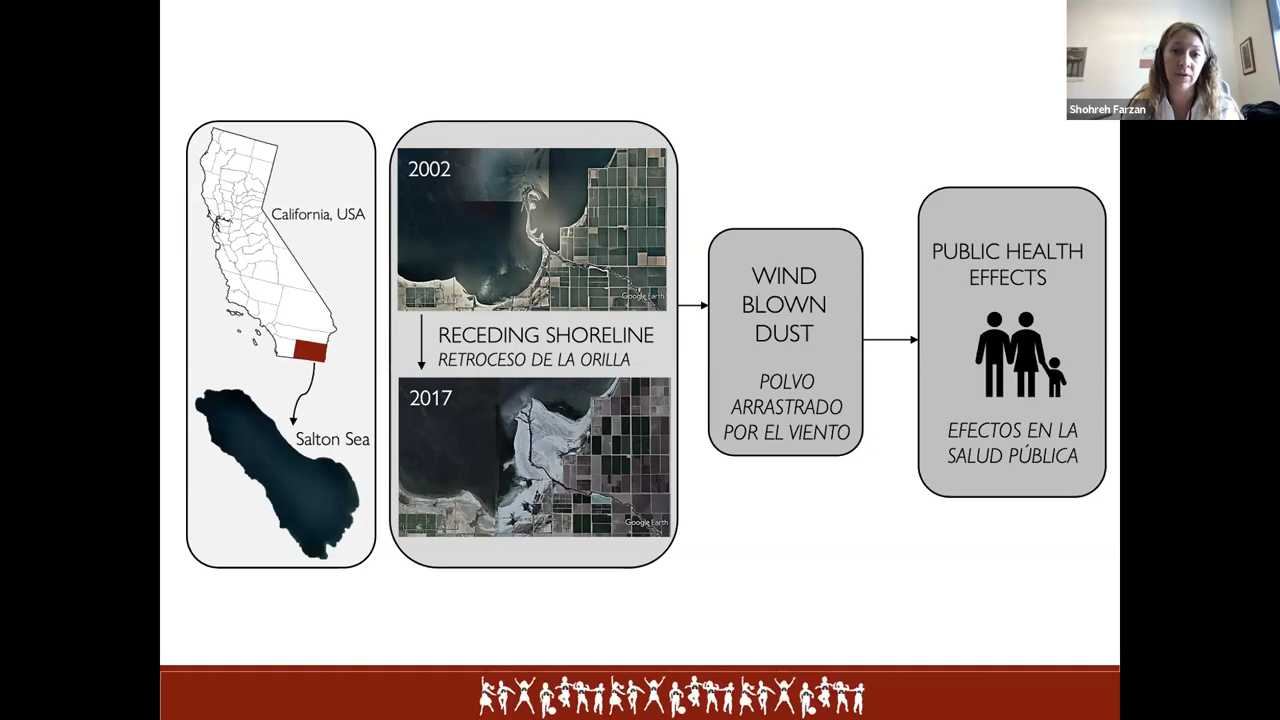 Shohreh Farzan
California, USA
Salton Sea
2002
Google Earth
RECEDING SHORELINE
RETROCESO DE LA ORILLA
2017
Google Earth
WIND
BLOWN
DUST
POLVO
ARRASTRADO
POR EL VIENTO
PUBLIC HEALTH
EFFECTS
EFECTOS EN LA
SALUD PÚBLICA